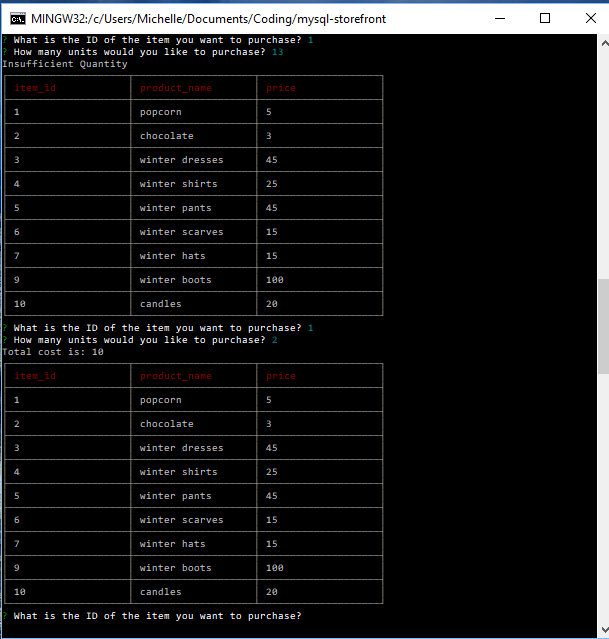 MINGW32:/c/Users/Michelle/Documents/Coding/mysql-storefront
? What is the ID of the item you want to purchase? 1
? How many units would you like to purchase? 13
Insufficient Quantity
Item_id product_name price
1 popcorn 5
2 chocolate 3
3 winter dresses 45
4 winter shirts 25
5 winter pants 45
6 winter scarves 15
7 winter hats 15
9 winter boots 100
10 candles 20
? What is the ID of the item you want to purchase? 1
? How many units would you like to purchase? 2
Total cost is: 10
Item_id product_name price
1 popcorn 5
2 chocolate 3
3 winter dresses 45
4 winter shirts 25
5 winter pants 45
6 winter scarves 15
7 winter hats 15
9 winter boots 100
10 candles 20
? What is the ID of the item you want to purchase?